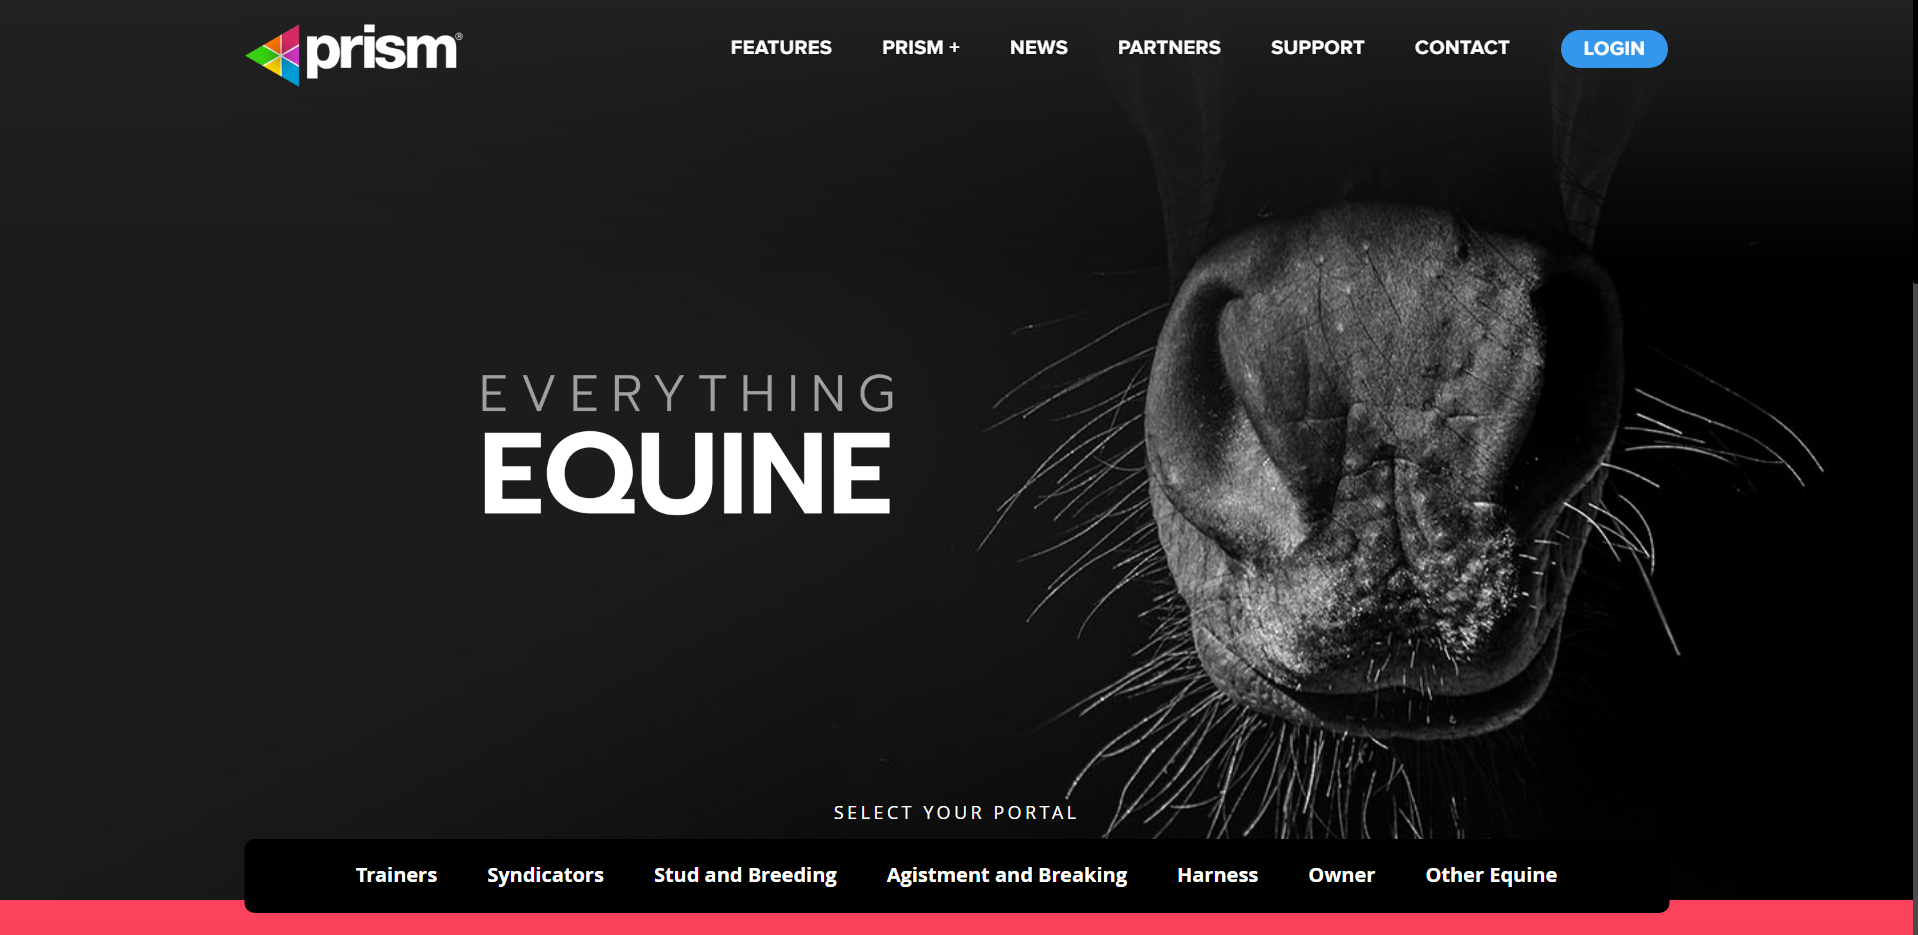 prism®
FEATURES PRISM + NEWS PARTNERS SUPPORT CONTACT LOGIN
EVERYTHING
EQUINE
SELECT YOUR PORTAL
Trainers Syndicators Stud and Breeding Agistment and Breaking Harness Owner Other Equine